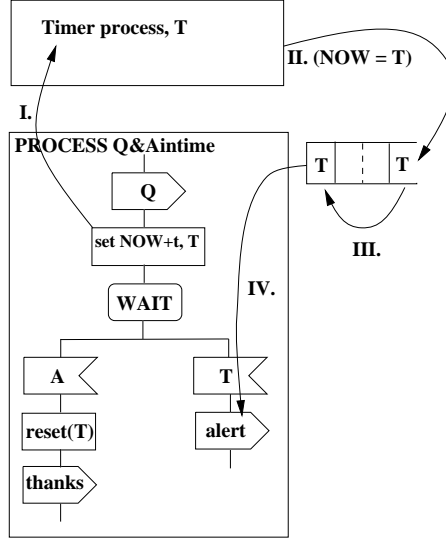 Timer process, T
II. (NOW = T)
I.
PROCESS Q&Aintime
T
T
Q
set NOW+t, T
III.
IV.
WAIT
A
T
reset(T)
alert
thanks